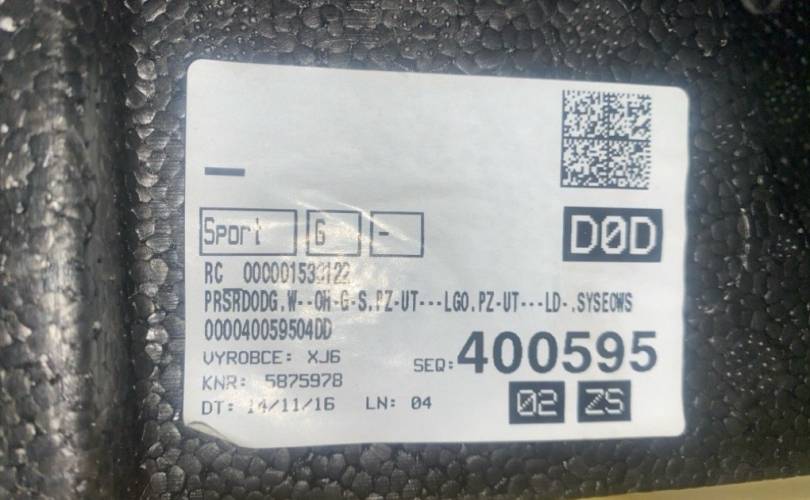 -
Sport G -
D0D
RC 000001533122
PRSRDODG.W--OH-G-S.PZ-UT---LGO.PZ-UT---LD-.SYSEOWS
000040059504DD
VYROBCE: XJ6
SEQ:400595
KNR: 5875978
DT: 14/11/16 LN: 04
02 ZS